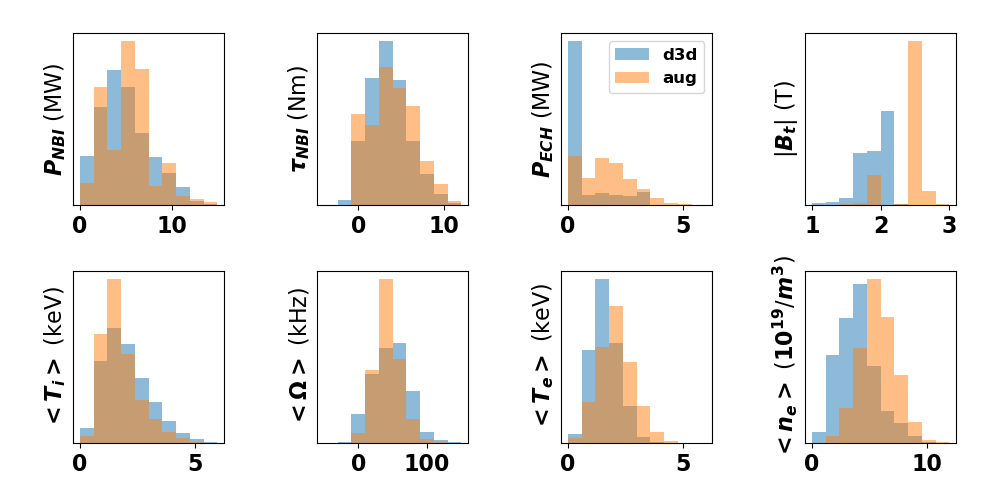 P_NBI (MW)
0 10
τ_NBI (Nm)
0 10
P_ECH (MW)
d3d
aug
0 5
|B_t| (T)
1 2 3
<T_i> (keV)
0 5
<Ω> (kHz)
0 100
<T_e> (keV)
0 5
<n_e> (10^19/m^3)
0 10